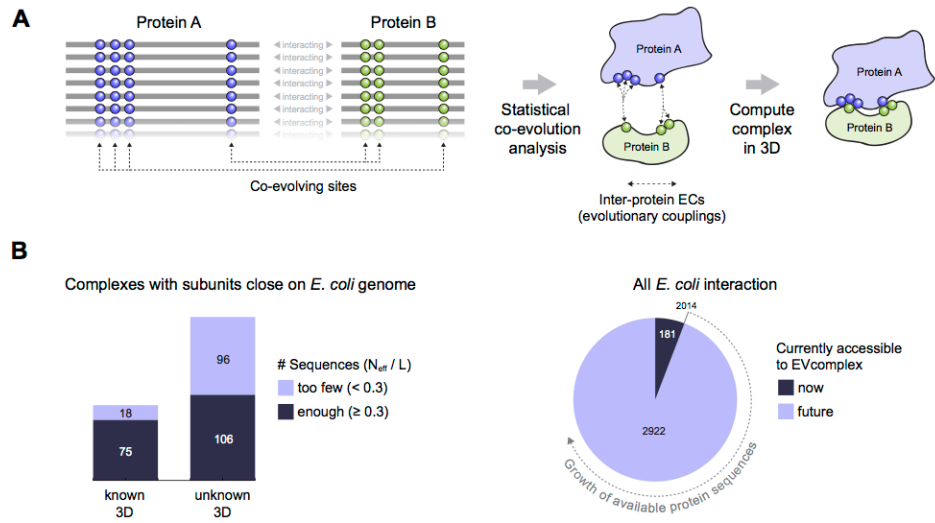 A
Protein A
Protein B
interacting
interacting
interacting
interacting
interacting
interacting
interacting
interacting
Co-evolving sites
Statistical
co-evolution
analysis
Protein A
Protein B
Inter-protein ECs
(evolutionary couplings)
Compute
complex
in 3D
Protein A
Protein B
B
Complexes with subunits close on E. coli genome
18
75
96
106
known
3D
unknown
3D
# Sequences (Neff / L)
too few (< 0.3)
enough (≥ 0.3)
All E. coli interaction
2014
181
2922
Growth of available protein sequences
Currently accessible
to EVcomplex
now
future